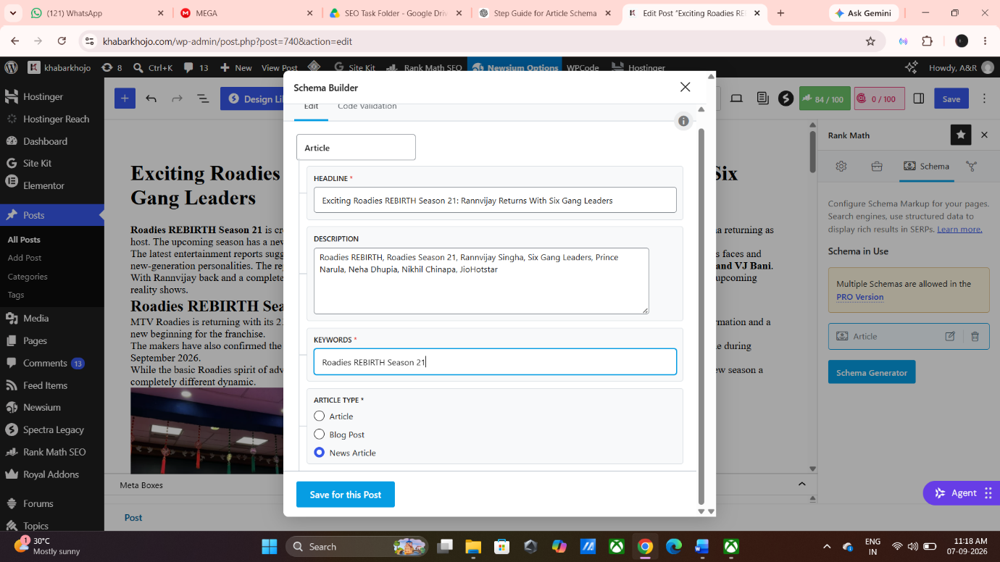 (121) WhatsApp
MEGA
SEO Task Folder - Google Driv
Step Guide for Article Schema
Edit Post "Exciting Roadies RE
Ask Gemini
khabarkhojo.com/wp-admin/post.php?post=740&action=edit
khabarkhojo
8
Ctrl+K
13
New
View Post
Site Kit
Rank Math SEO
Newsium Options
WPCode
Hostinger
Howdy, A&R
Hostinger
Hostinger Reach
Dashboard
Site Kit
Elementor
Posts
All Posts
Add Post
Categories
Tags
Media
Pages
Comments 13
Feed Items
Newsium
Spectra Legacy
Rank Math SEO
Royal Addons
Forums
Topics
Design Li
84 / 100
0 / 100
Save
Exciting Roadies
Six
Gang Leaders
Roadies REBIRTH Season 21 is cr
a returning as
host. The upcoming season has a new
The latest entertainment reports sugg
s faces and
new-generation personalities. The rep
and VJ Bani.
With Rannvijay back and a complete
upcoming
reality shows.
Roadies REBIRTH Sea
MTV Roadies is returning with its 2
rmation and a
new beginning for the franchise.
The makers have also confirmed the
e during
September 2026.
While the basic Roadies spirit of adv
ew season a
completely different dynamic.
Meta Boxes
Post
Schema Builder
Edit
Code Validation
Article
HEADLINE *
Exciting Roadies REBIRTH Season 21: Rannvijay Returns With Six Gang Leaders
DESCRIPTION
Roadies REBIRTH, Roadies Season 21, Rannvijay Singha, Six Gang Leaders, Prince
Narula, Neha Dhupia, Nikhil Chinapa, JioHotstar
KEYWORDS *
Roadies REBIRTH Season 21
ARTICLE TYPE *
Article
Blog Post
News Article
Save for this Post
Rank Math
Schema
Configure Schema Markup for your pages.
Search engines, use structured data to
display rich results in SERPs. Learn more.
Schema in Use
Multiple Schemas are allowed in the
PRO Version
Article
Schema Generator
Agent
1
30°C
Mostly sunny
Search
ENG
IN
11:18 AM
07-09-2026